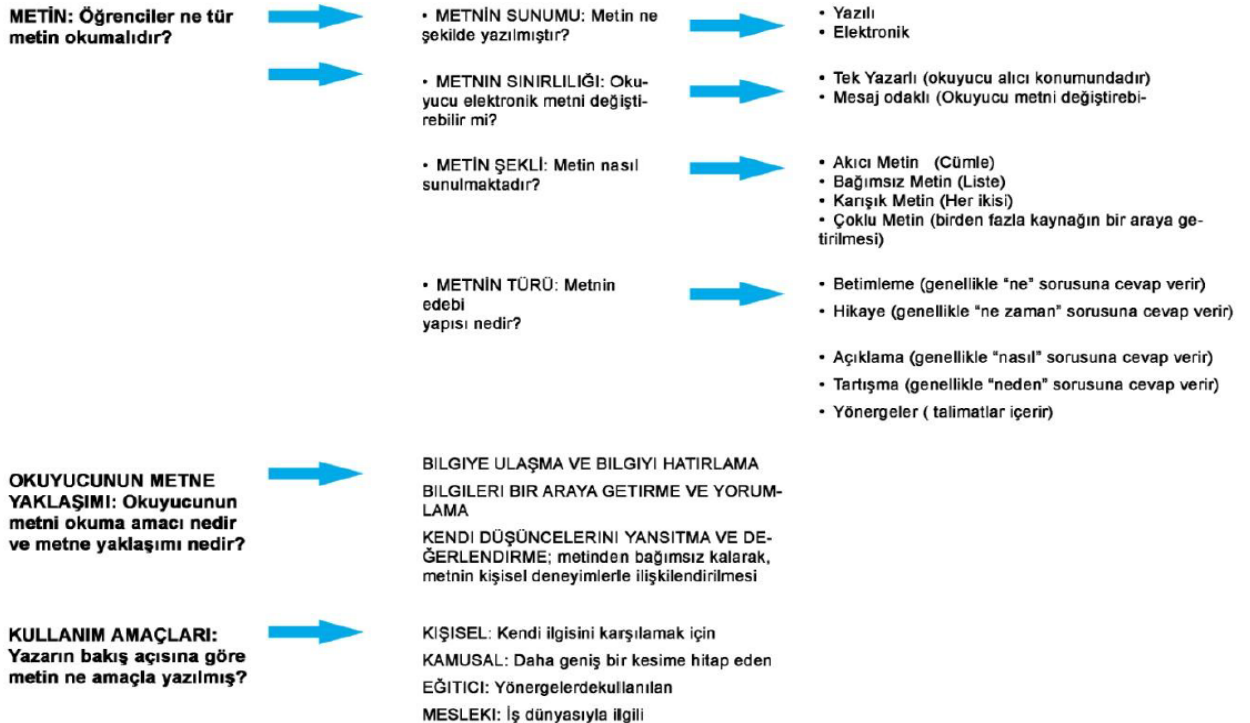 METİN: Öğrenciler ne tür
metin okumalıdır?
• METNİN SUNUMU: Metin ne
şekilde yazılmıştır?
• Yazılı
• Elektronik
• METNIN SINIRLILIĞI: Oku-
yucu elektronik metni değişti-
rebilir mi?
• Tek Yazarlı (okuyucu alıcı konumundadır)
• Mesaj odaklı (Okuyucu metni değiştirebi-
• METİN ŞEKLİ: Metin nasıl
sunulmaktadır?
• Akıcı Metin (Cümle)
• Bağımsız Metin (Liste)
• Karışık Metin (Her ikisi)
• Çoklu Metin (birden fazla kaynağın bir araya ge-
tirilmesi)
• METNİN TÜRÜ: Metnin
edebi
yapısı nedir?
• Betimleme (genellikle “ne” sorusuna cevap verir)
• Hikaye (genellikle “ne zaman” sorusuna cevap verir)
• Açıklama (genellikle “nasıl” sorusuna cevap verir)
• Tartışma (genellikle “neden” sorusuna cevap verir)
• Yönergeler ( talimatlar içerir)
OKUYUCUNUN METNE
YAKLAŞIMI: Okuyucunun
metni okuma amacı nedir
ve metne yaklaşımı nedir?
BILGIYE ULAŞMA VE BILGIYI HATIRLAMA
BILGILERI BIR ARAYA GETIRME VE YORUM-
LAMA
KENDI DÜŞÜNCELERINI YANSITMA VE DE-
ĞERLENDIRME; metinden bağımsız kalarak,
metnin kişisel deneyimlerle ilişkilendirilmesi
KULLANIM AMAÇLARI:
Yazarın bakış açısına göre
metin ne amaçla yazılmış?
KIŞISEL: Kendi ilgisini karşılamak için
KAMUSAL: Daha geniş bir kesime hitap eden
EĞITICI: Yönergelerdekullanılan
MESLEKI: İş dünyasıyla ilgili